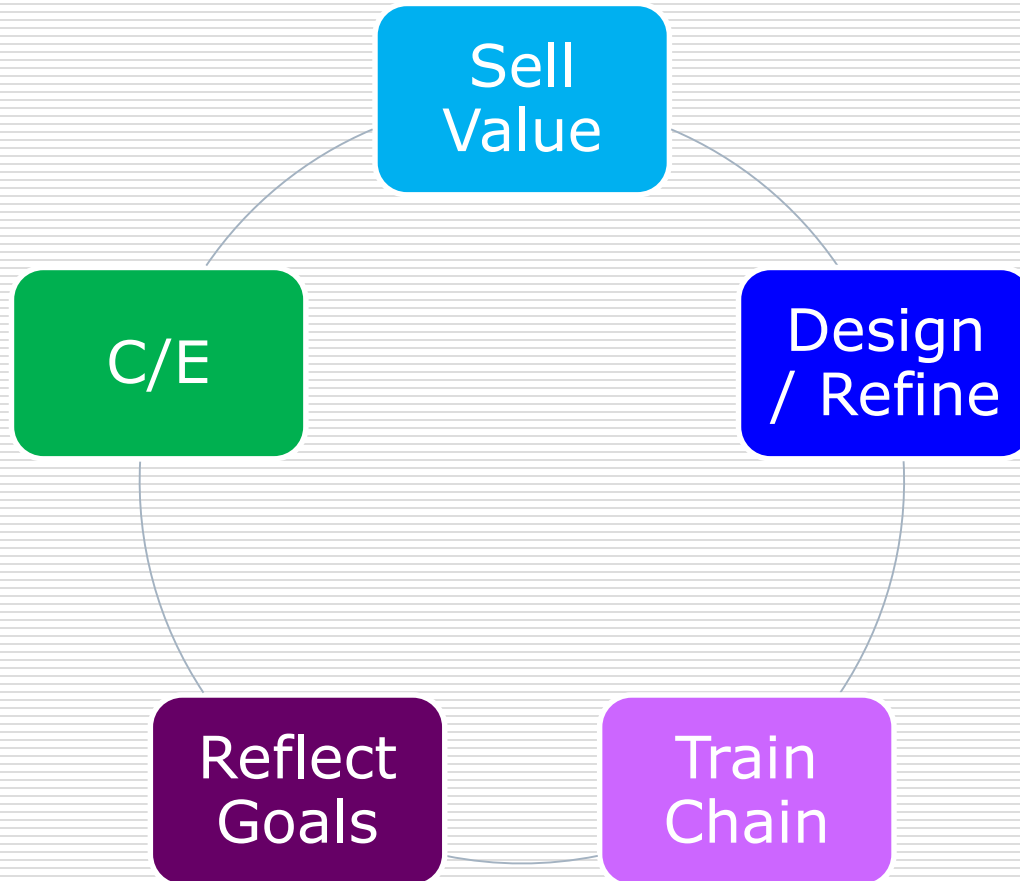 Sell
Value
Design
/ Refine
Train
Chain
Reflect
Goals
C/E